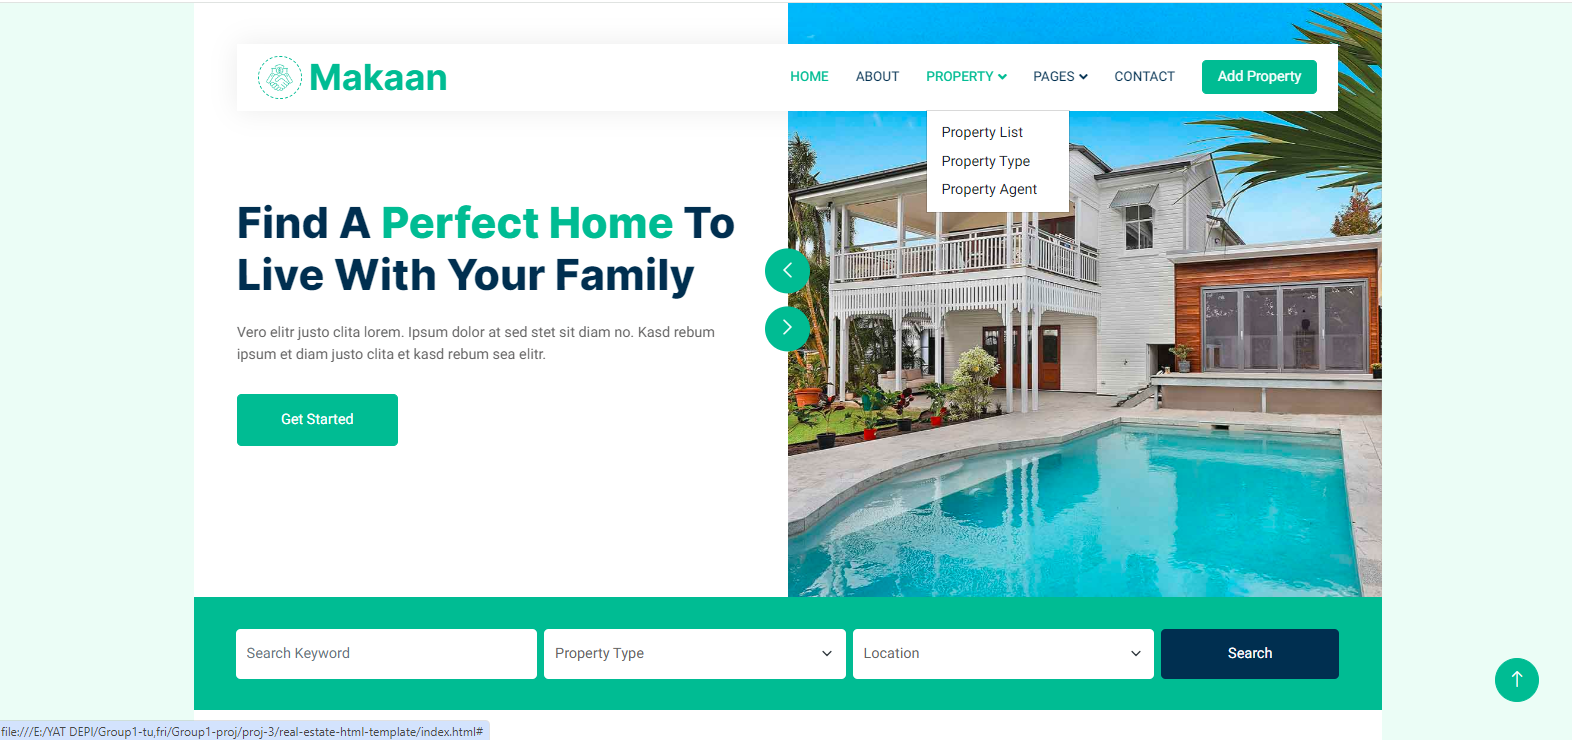 Makaan
HOME ABOUT PROPERTY PAGES CONTACT Add Property
Property List
Property Type
Property Agent
Find A Perfect Home To
Live With Your Family
Vero elitr justo clita lorem. Ipsum dolor at sed stet sit diam no. Kasd rebum
ipsum et diam justo clita et kasd rebum sea elitr.
Get Started
Search Keyword Property Type Location Search
file:///E:/YAT DEPI/Group1-tu,fri/Group1-proj/proj-3/real-estate-html-template/index.html#